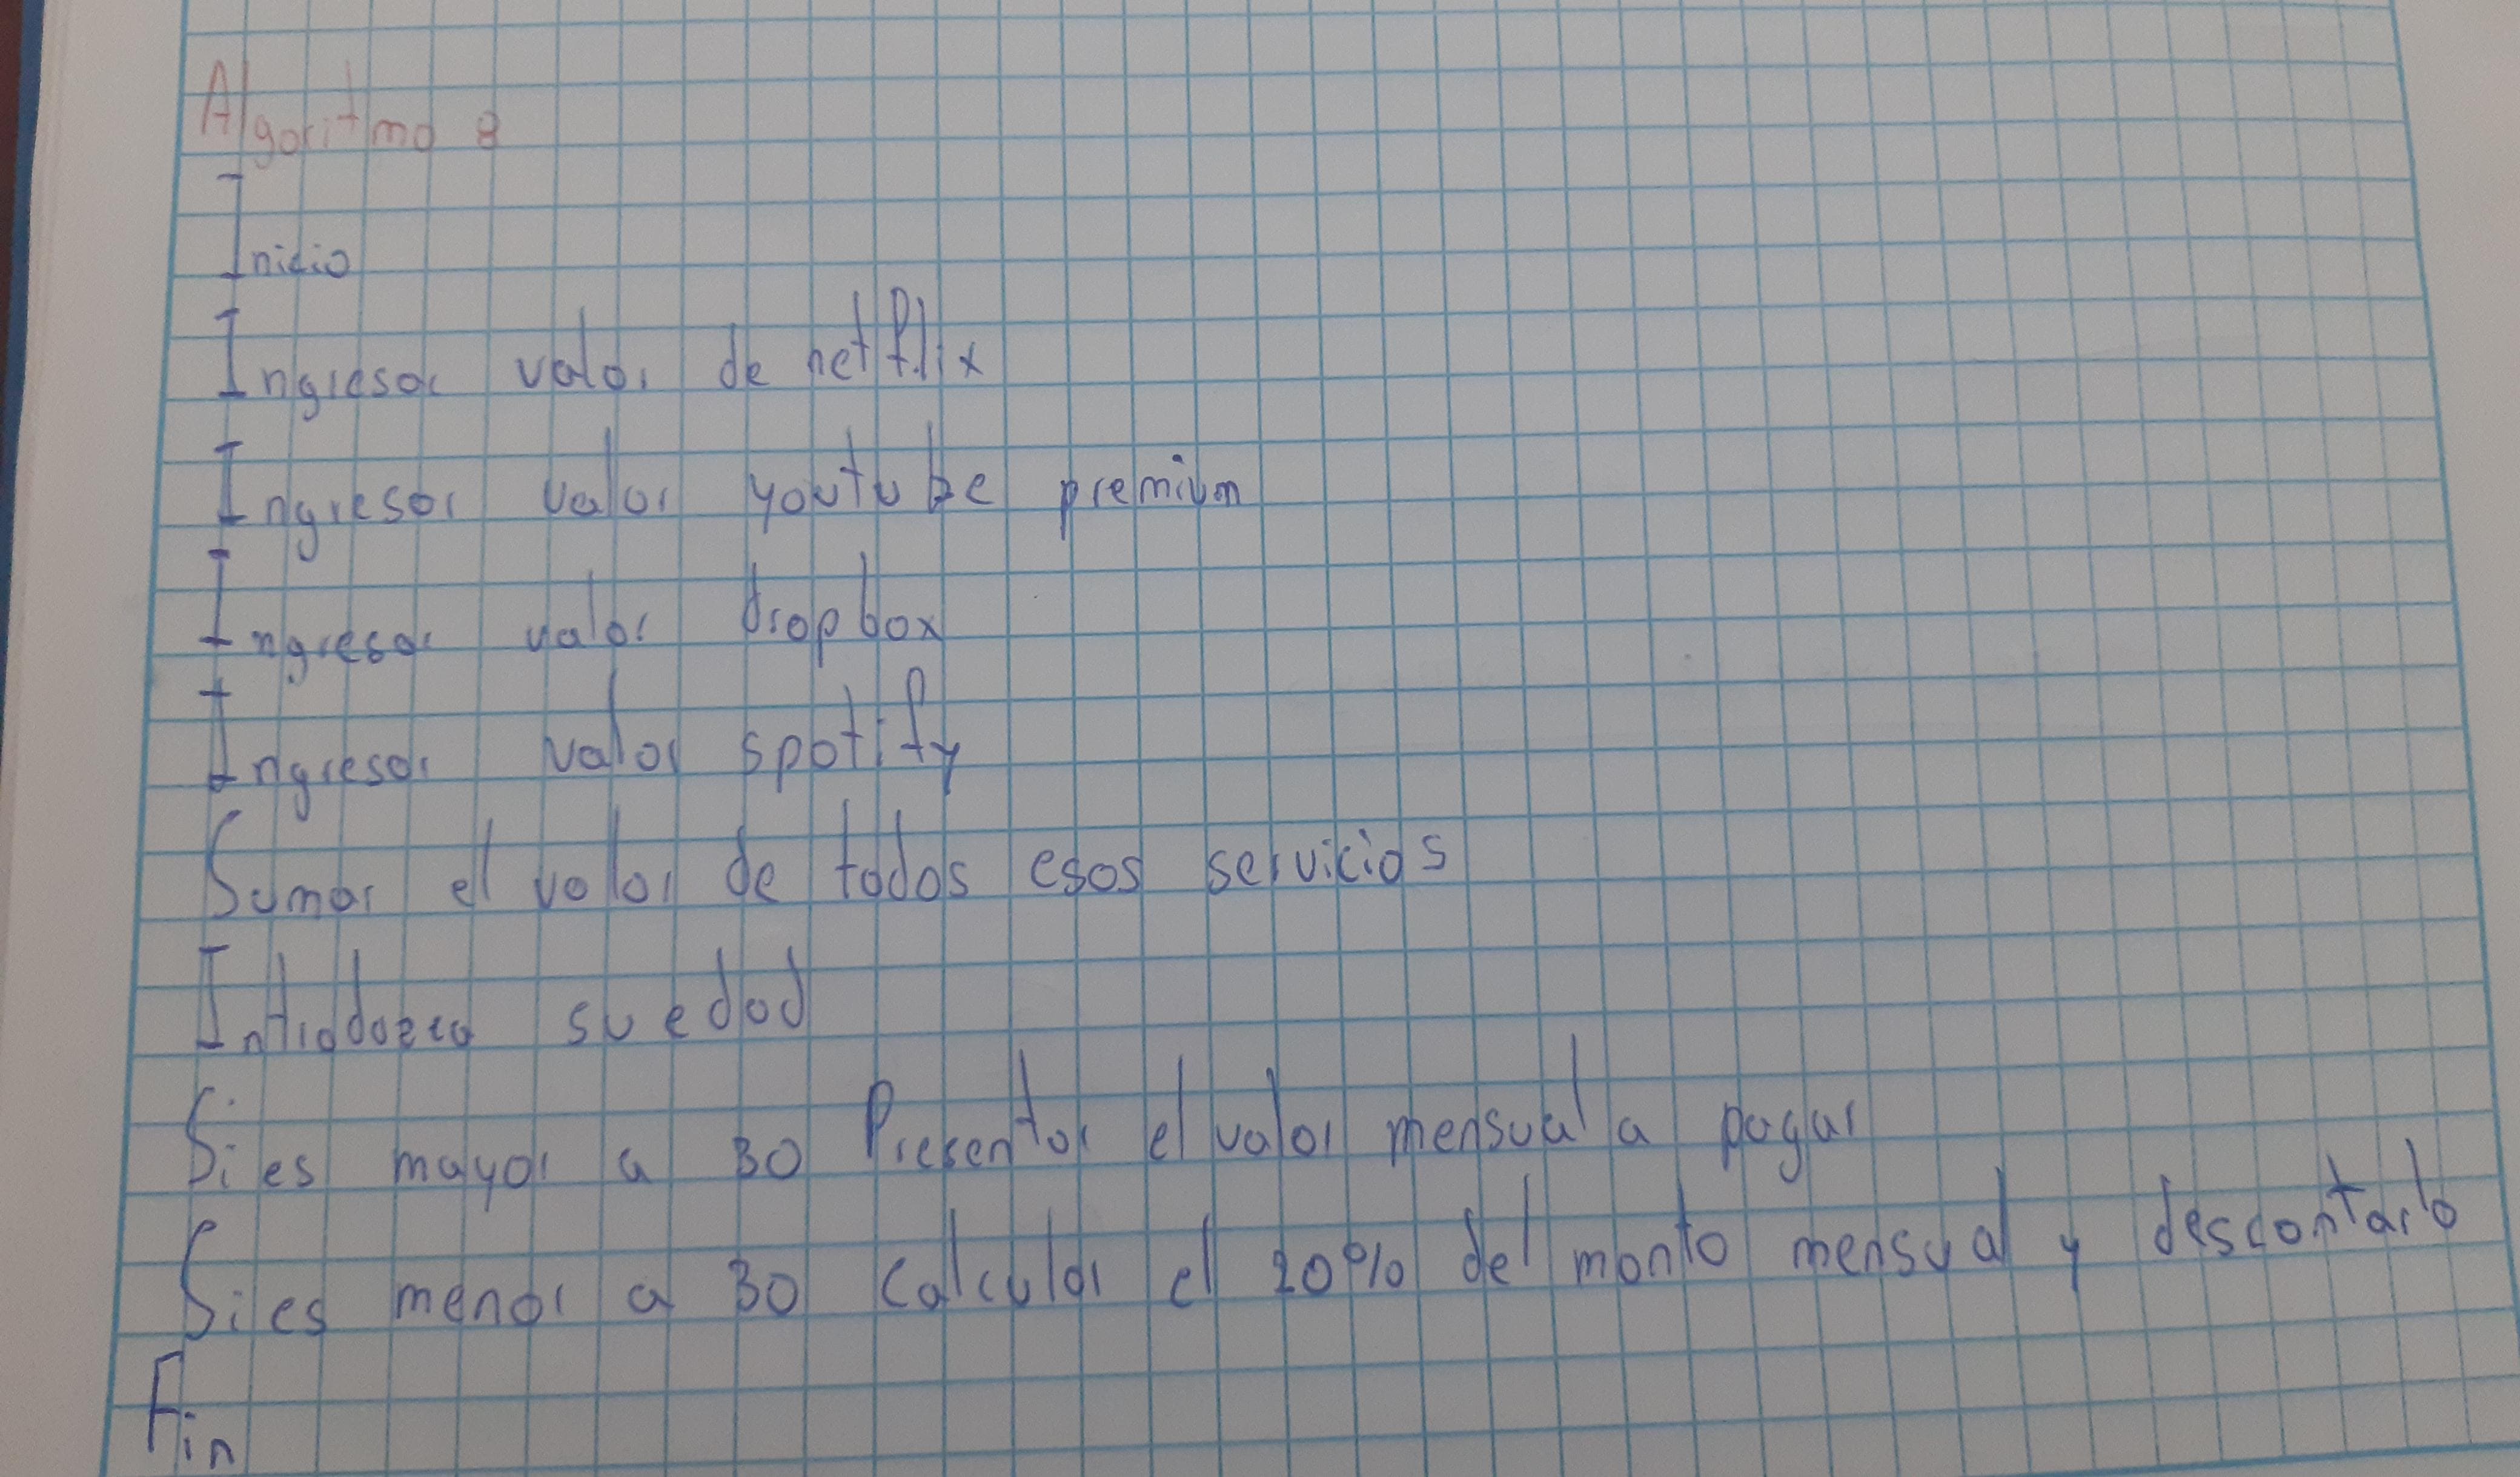 Algoritmo 8
Inicio
Ingresar valor de netflix
Ingresar valor youtube premium
Ingresar valor dropbox
Ingresar valor spotify
Sumar el valor de todos esos servicios
Introduzca su edad
Si es mayor a 30 Presentar el valor mensual a pagar
Si es menor a 30 Calcular el 20% del monto mensual y descontarlo
Fin